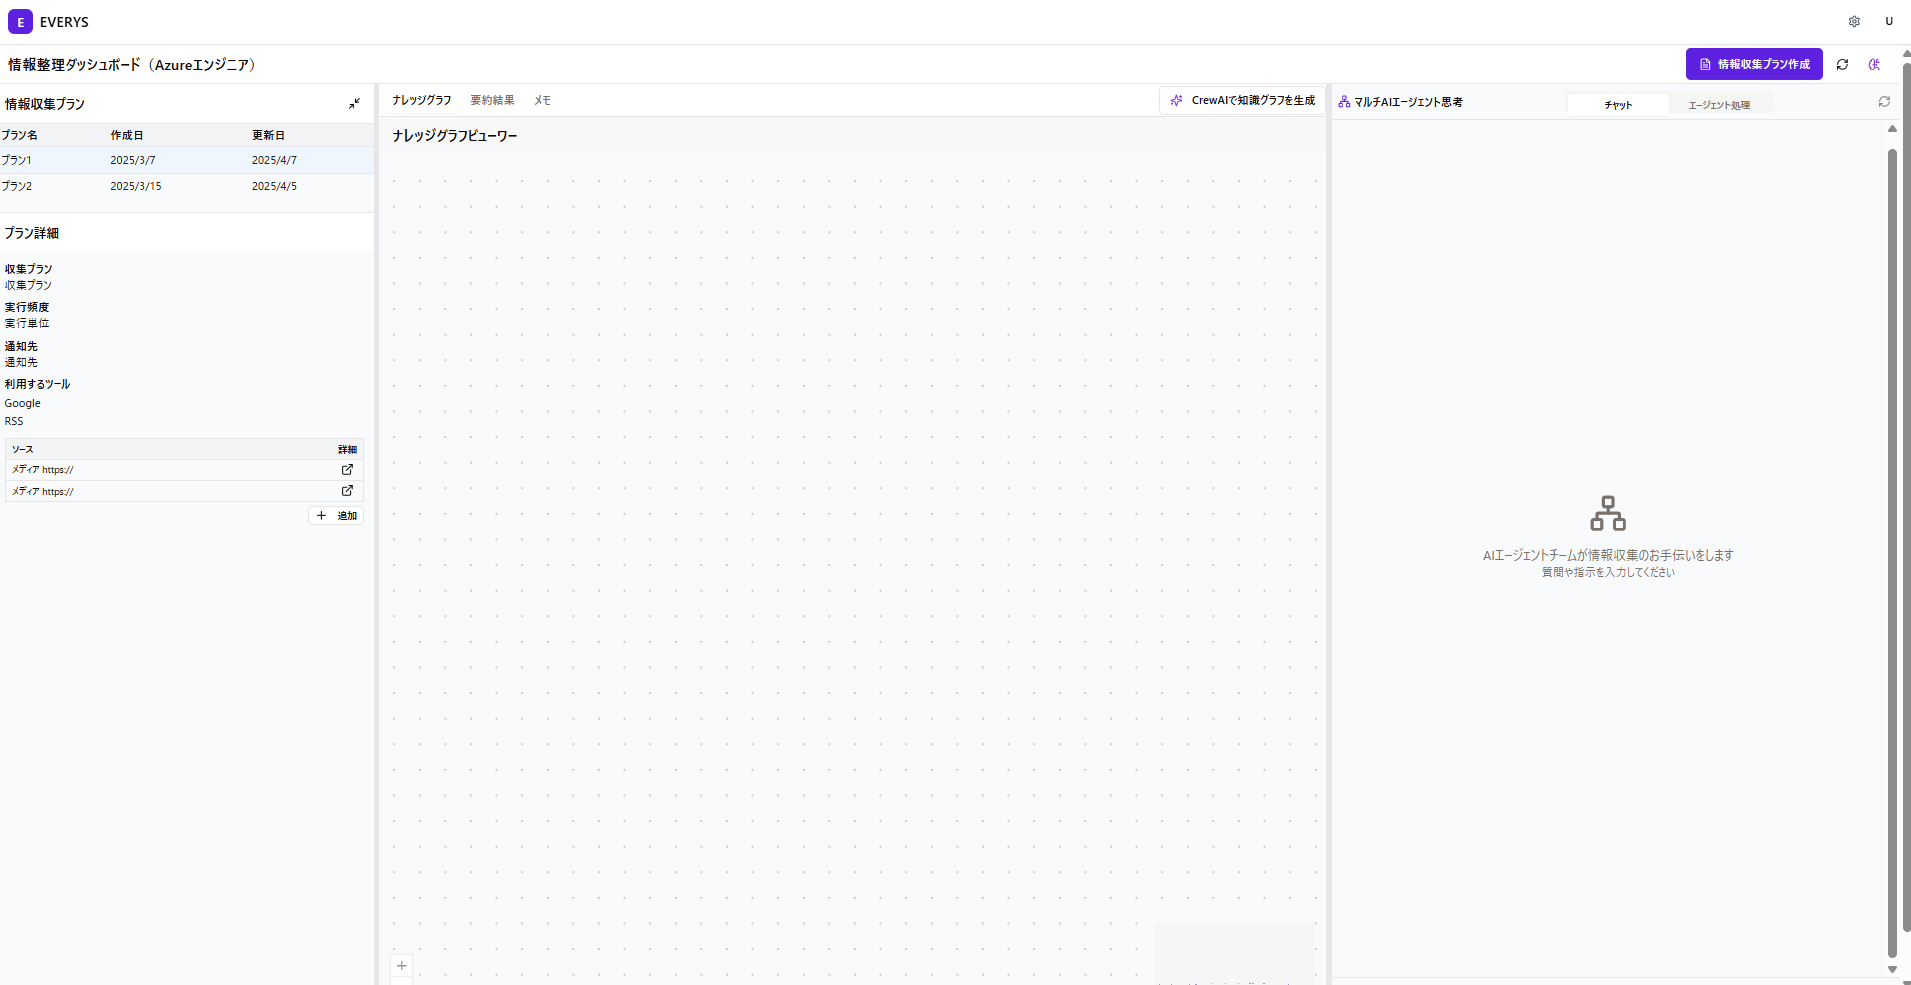 E EVERYS
U
情報整理ダッシュボード（Azureエンジニア）
情報収集プラン作成
情報収集プラン
プラン名 作成日 更新日
プラン1 2025/3/7 2025/4/7
プラン2 2025/3/15 2025/4/5
プラン詳細
収集プラン
収集プラン
実行頻度
実行単位
通知先
通知先
利用するツール
Google
RSS
ソース 詳細
メディア https://
メディア https://
追加
ナレッジグラフ 要約結果 メモ
CrewAIで知識グラフを生成
ナレッジグラフビューワー
マルチAIエージェント思考
チャット エージェント処理
AIエージェントチームが情報収集のお手伝いをします
質問や指示を入力してください